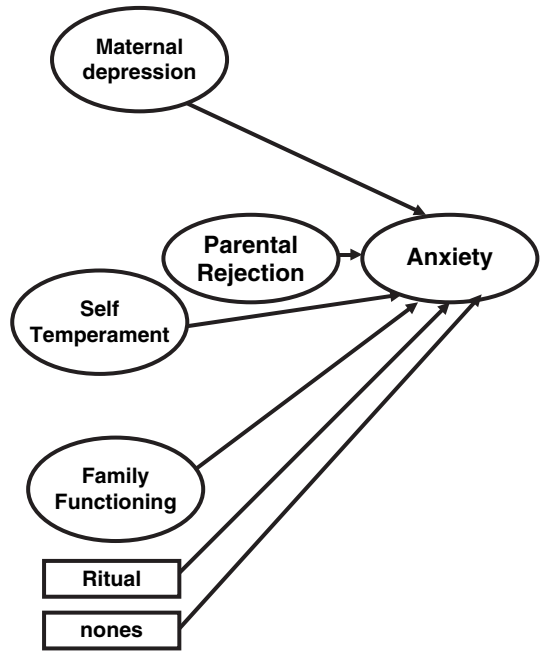 Maternal
depression
Parental
Rejection
Anxiety
Self
Temperament
Family
Functioning
Ritual
nones